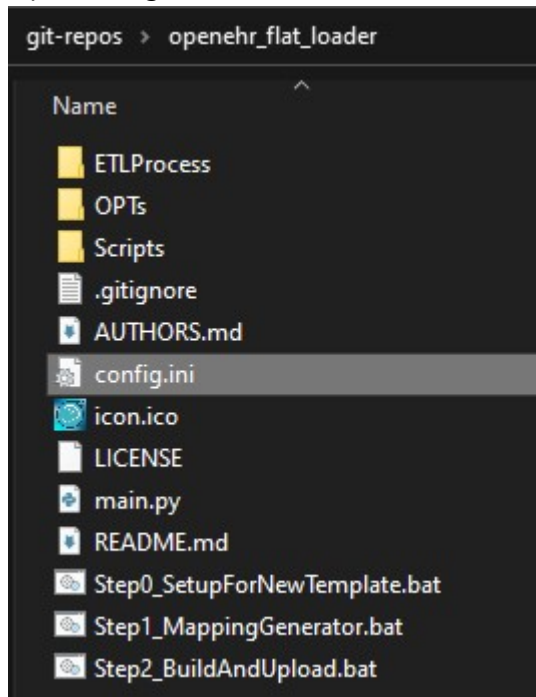 git-repos > openehr_flat_loader
Name
ETLProcess
OPTs
Scripts
.gitignore
AUTHORS.md
config.ini
icon.ico
LICENSE
main.py
README.md
Step0_SetupForNewTemplate.bat
Step1_MappingGenerator.bat
Step2_BuildAndUpload.bat